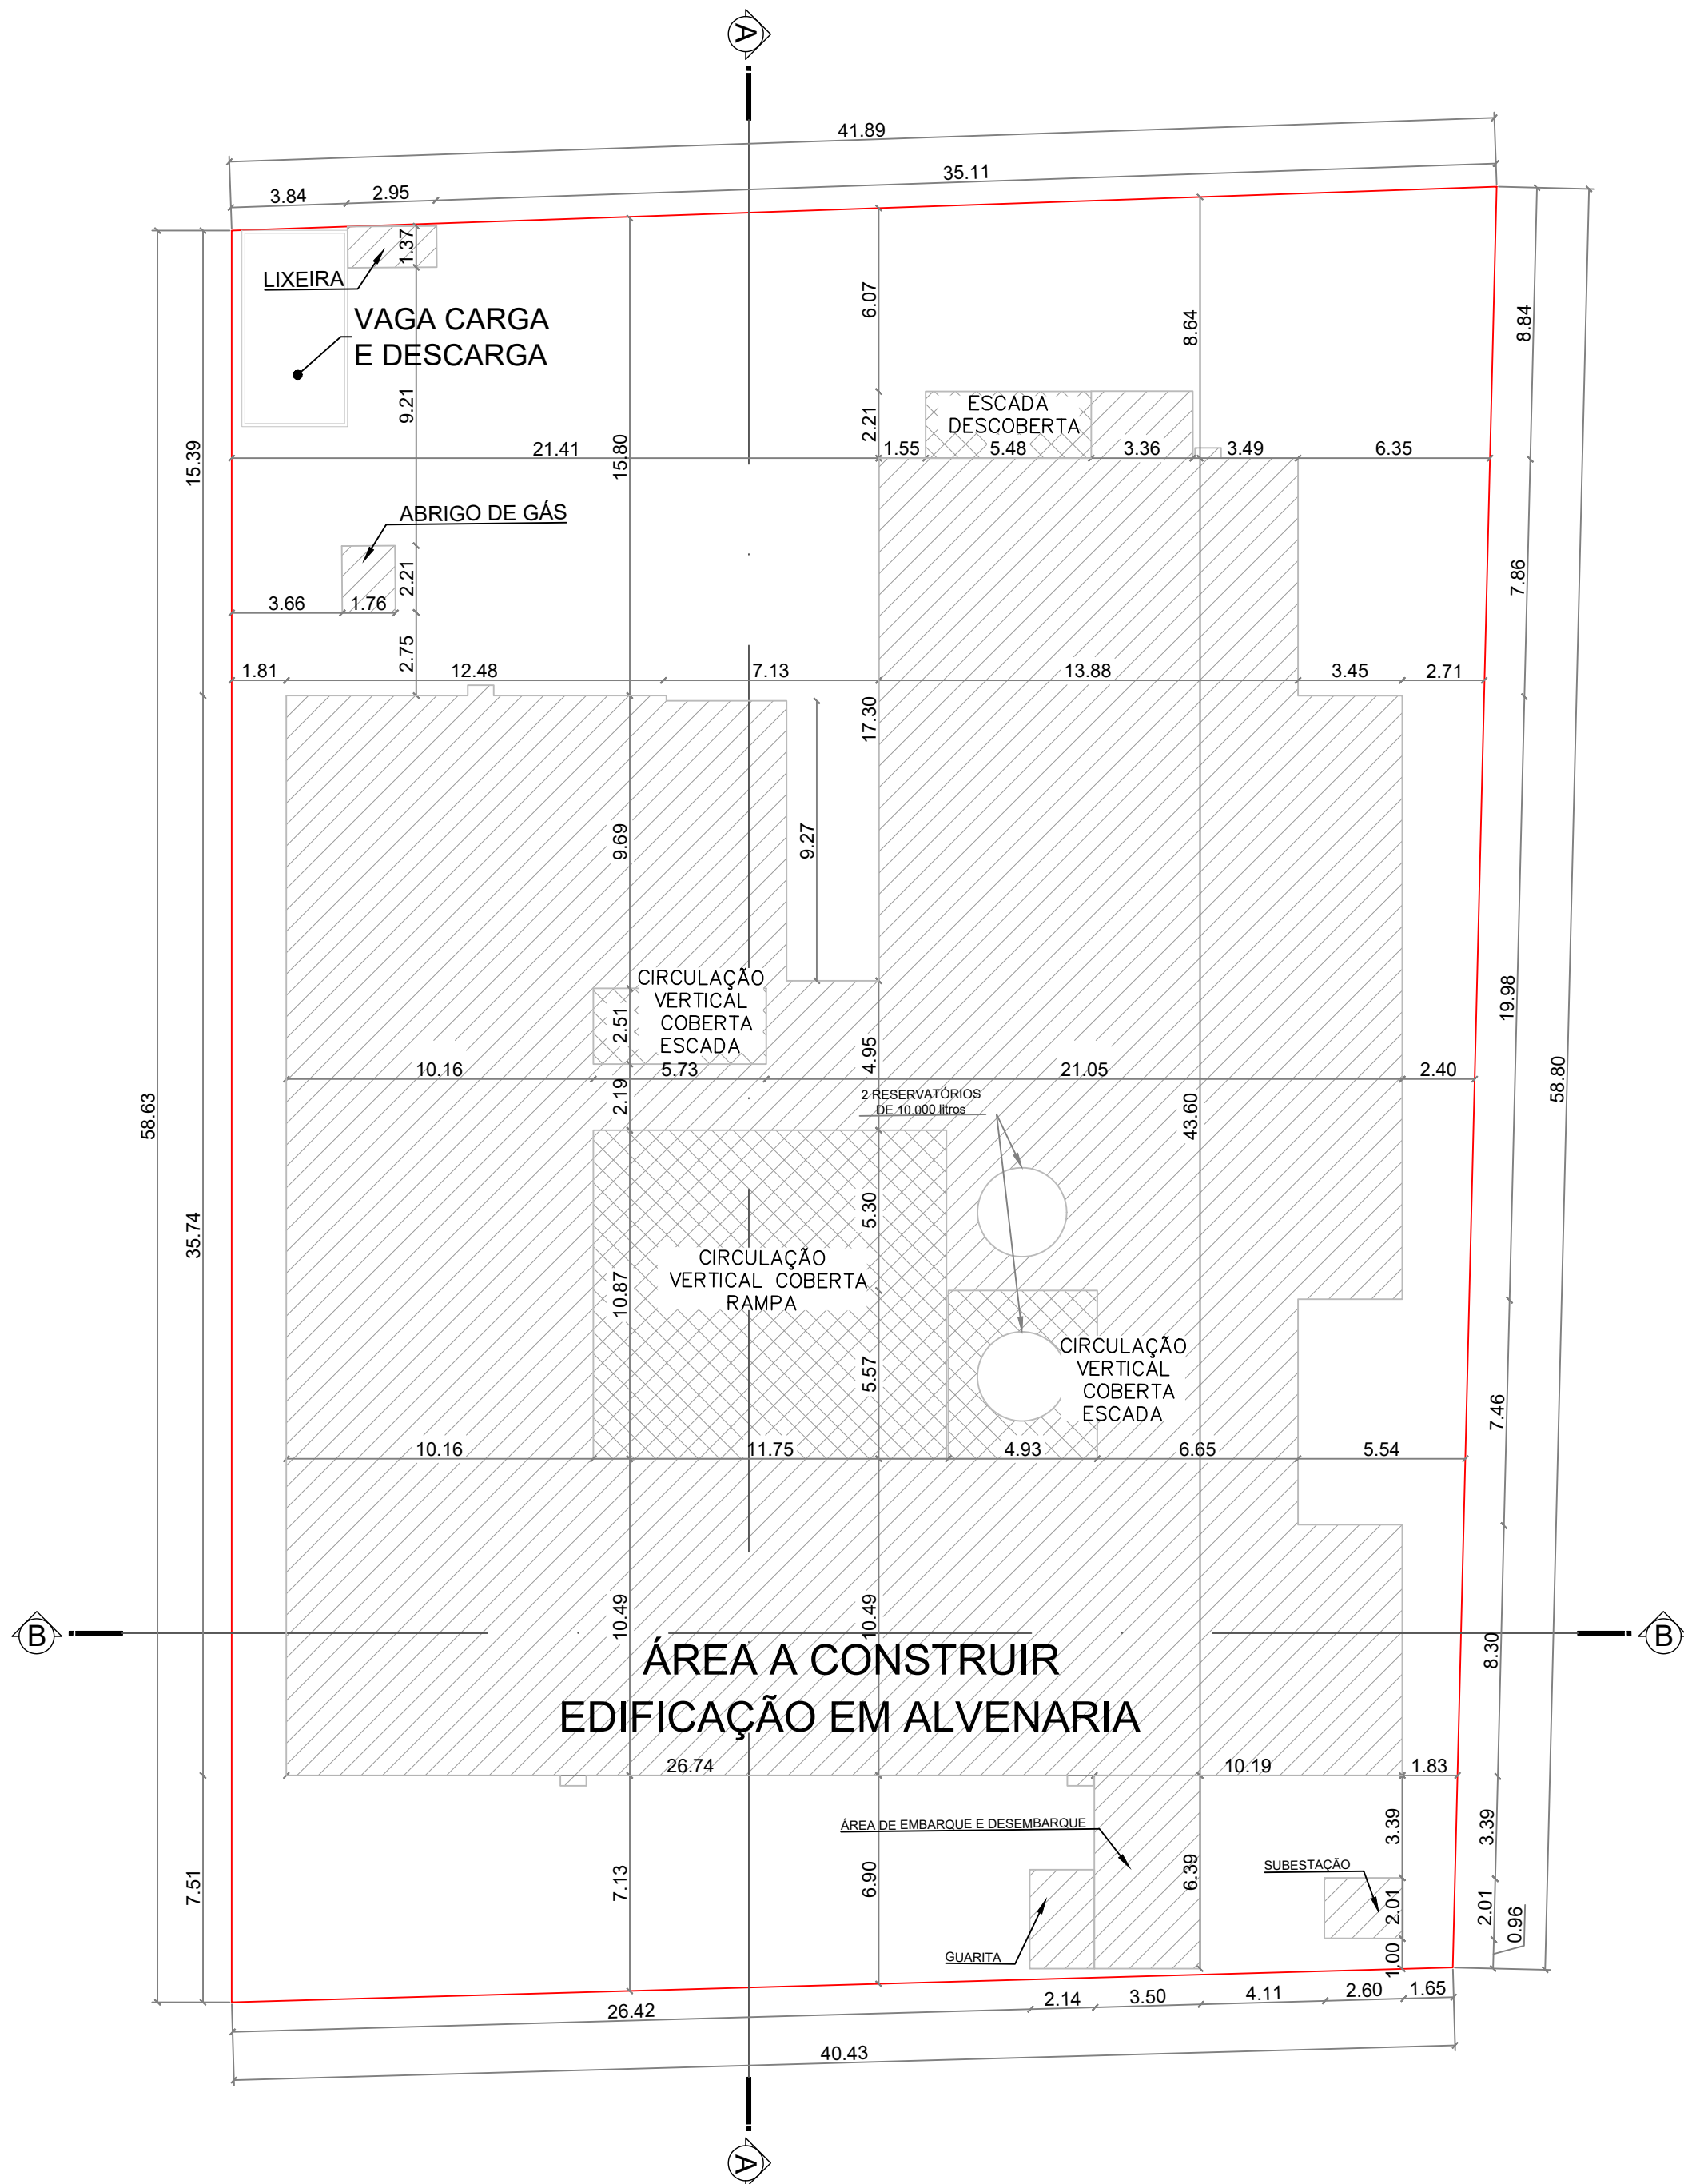 A
41.89
35.11
3.84
2.95
1.37
LIXEIRA
VAGA CARGA
E DESCARGA
6.07
8.64
8.84
9.21
ESCADA
DESCOBERTA
2.21
15.39
21.41
15.80
1.55
5.48
3.36
3.49
6.35
ABRIGO DE GÁS
2.21
7.86
3.66
1.76
2.75
1.81
12.48
7.13
13.88
3.45
2.71
17.30
9.69
9.27
CIRCULAÇÃO
VERTICAL
COBERTA
ESCADA
2.51
19.98
4.95
10.16
5.73
21.05
2.40
2.19
2 RESERVATÓRIOS
DE 10.000 litros
58.63
43.60
58.80
5.30
35.74
CIRCULAÇÃO
VERTICAL COBERTA
RAMPA
10.87
5.57
CIRCULAÇÃO
VERTICAL
COBERTA
ESCADA
7.46
10.16
11.75
4.93
6.65
5.54
10.49
10.49
B
B
8.30
ÁREA A CONSTRUIR
EDIFICAÇÃO EM ALVENARIA
26.74
10.19
1.83
ÁREA DE EMBARQUE E DESEMBARQUE
3.39
3.39
SUBESTAÇÃO
7.51
7.13
6.90
6.39
2.01
2.01
0.96
GUARITA
1.00
26.42
2.14
3.50
4.11
2.60
1.65
40.43
A